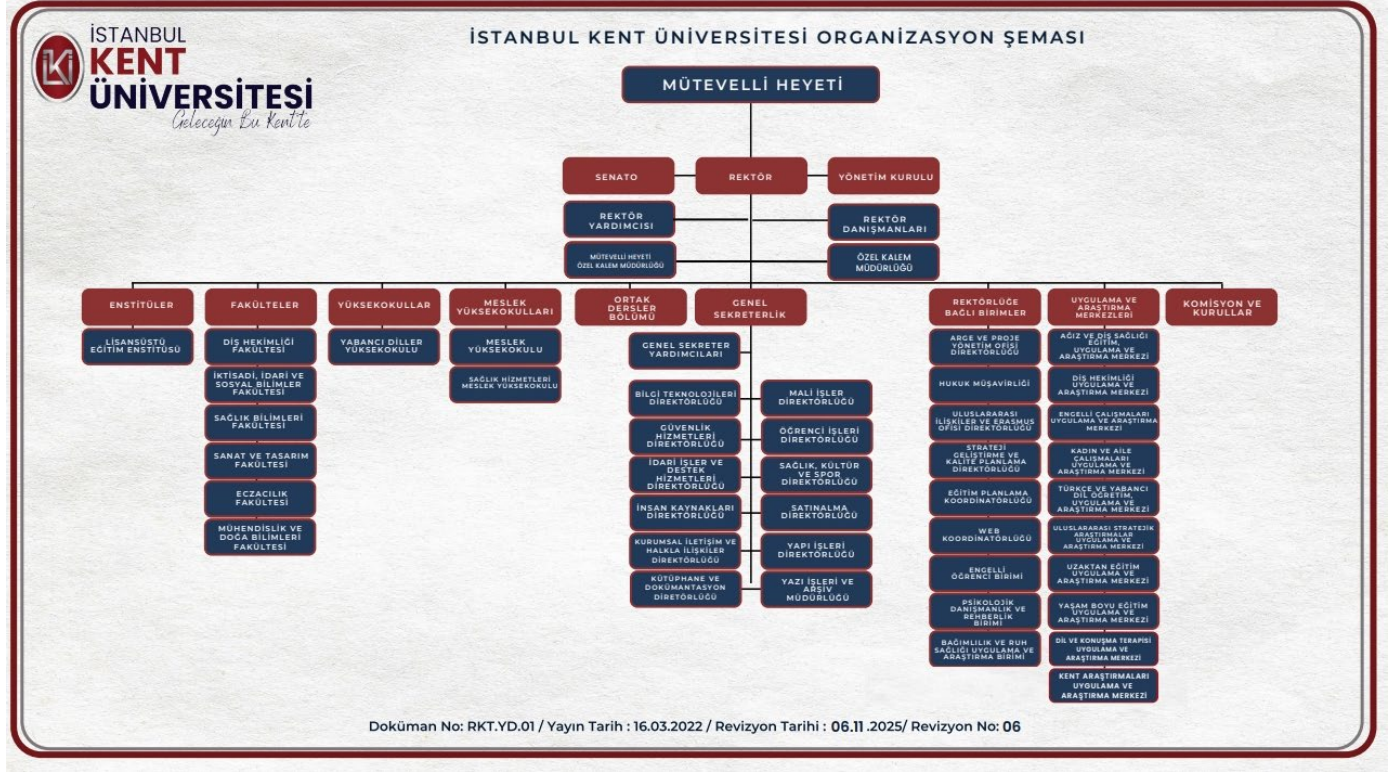 İSTANBUL
KENT
ÜNİVERSİTESİ
Geleceğin Bu Kent'te
İSTANBUL KENT ÜNİVERSİTESİ ORGANİZASYON ŞEMASI
MÜTEVELLİ HEYETİ
SENATO
REKTÖR
YÖNETİM KURULU
REKTÖR
YARDIMCISI
REKTÖR
DANIŞMANLARI
MÜTEVELLİ HEYETİ
ÖZEL KALEM MÜDÜRLÜĞÜ
ÖZEL KALEM
MÜDÜRLÜĞÜ
ENSTİTÜLER
LİSANSÜSTÜ
EĞİTİM ENSTİTÜSÜ
FAKÜLTELER
DİŞ HEKİMLİĞİ
FAKÜLTESİ
İKTİSADİ, İDARİ VE
SOSYAL BİLİMLER
FAKÜLTESİ
SAĞLIK BİLİMLERİ
FAKÜLTESİ
SANAT VE TASARIM
FAKÜLTESİ
ECZACILIK
FAKÜLTESİ
MÜHENDİSLİK VE
DOĞA BİLİMLERİ
FAKÜLTESİ
YÜKSEKOKULLAR
YABANCI DİLLER
YÜKSEKOKULU
MESLEK
YÜKSEKOKULLARI
MESLEK
YÜKSEKOKULU
SAĞLIK HİZMETLERİ
MESLEK YÜKSEKOKULU
ORTAK
DERSLER
BÖLÜMÜ
GENEL
SEKRETERLİK
GENEL SEKRETER
YARDIMCILARI
BİLGİ TEKNOLOJİLERİ
DİREKTÖRLÜĞÜ
MALİ İŞLER
DİREKTÖRLÜĞÜ
GÜVENLİK
HİZMETLERİ
DİREKTÖRLÜĞÜ
ÖĞRENCİ İŞLERİ
DİREKTÖRLÜĞÜ
İDARİ İŞLER VE
DESTEK
HİZMETLERİ
DİREKTÖRLÜĞÜ
SAĞLIK, KÜLTÜR
VE SPOR
DİREKTÖRLÜĞÜ
İNSAN KAYNAKLARI
DİREKTÖRLÜĞÜ
SATINALMA
DİREKTÖRLÜĞÜ
KURUMSAL İLETİŞİM VE
HALKLA İLİŞKİLER
DİREKTÖRLÜĞÜ
YAPI İŞLERİ
DİREKTÖRLÜĞÜ
KÜTÜPHANE VE
DOKÜMANTASYON
DİRETÖRLÜĞÜ
YAZI İŞLERİ VE
ARŞİV
MÜDÜRLÜĞÜ
REKTÖRLÜĞE
BAĞLI BİRİMLER
ARGE VE PROJE
YÖNETİM OFİSİ
DİREKTÖRLÜĞÜ
HUKUK MÜŞAVİRLİĞİ
ULUSLARARASI
İLİŞKİLER VE ERASMUS
OFİSİ DİREKTÖRLÜĞÜ
STRATEJİ
GELİŞTİRME VE
KALİTE PLANLAMA
DİREKTÖRLÜĞÜ
EĞİTİM PLANLAMA
KOORDİNATÖRLÜĞÜ
WEB
KOORDİNATÖRLÜĞÜ
ENGELLİ
ÖĞRENCİ BİRİMİ
PSİKOLOJİK
DANIŞMANLIK VE
REHBERLİK
BİRİMI
BAĞIMLILIK VE RUH
SAĞLIĞI UYGULAMA VE
ARAŞTIRMA BİRİMİ
UYGULAMA VE
ARAŞTIRMA
MERKEZLERİ
AĞIZ VE DİŞ SAĞLIĞI
EĞİTİM,
UYGULAMA VE
ARAŞTIRMA MERKEZİ
DİŞ HEKİMLİĞİ
UYGULAMA VE
ARAŞTIRMA MERKEZİ
ENGELLİ ÇALIŞMALARI
UYGULAMA VE ARAŞTIRMA
MERKEZİ
KADIN VE AİLE
ÇALIŞMALARI
UYGULAMA VE
ARAŞTIRMA MERKEZİ
TÜRKÇE VE YABANCI
DİL ÖĞRETİM,
UYGULAMA VE
ARAŞTIRMA MERKEZİ
ULUSLARARASI STRATEJİK
ARAŞTIRMALAR
UYGULAMA VE
ARAŞTIRMA MERKEZİ
UZAKTAN EĞİTİM
UYGULAMA VE
ARAŞTIRMA MERKEZİ
YAŞAM BOYU EĞİTİM
UYGULAMA VE
ARAŞTIRMA MERKEZİ
DİL VE KONUŞMA TERAPİSİ
UYGULAMA VE
ARAŞTIRMA MERKEZİ
KENT ARAŞTIRMALARI
UYGULAMA VE
ARAŞTIRMA MERKEZİ
KOMİSYON VE
KURULLAR
Doküman No: RKT.YD.01 / Yayın Tarih : 16.03.2022 / Revizyon Tarihi : 06.11 .2025/ Revizyon No: 06